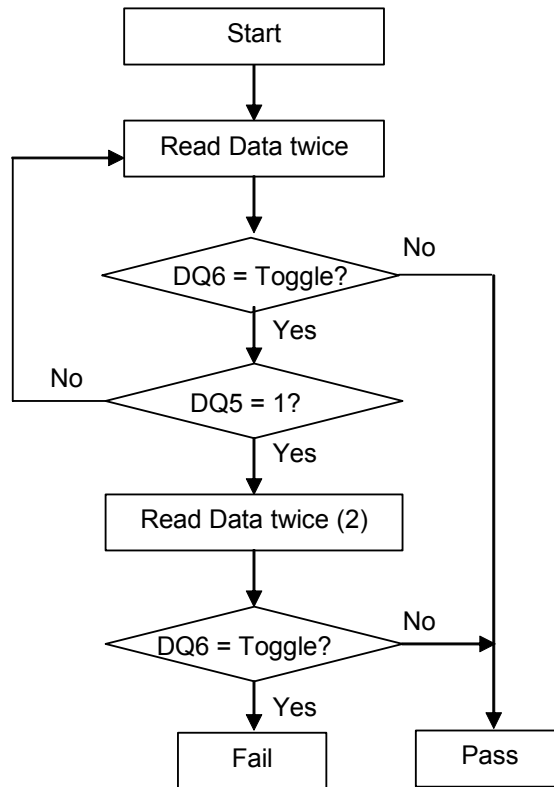 Start
Read Data twice
No
DQ6 = Toggle?
Yes
No
DQ5 = 1?
Yes
Read Data twice (2)
No
DQ6 = Toggle?
Yes
Fail
Pass